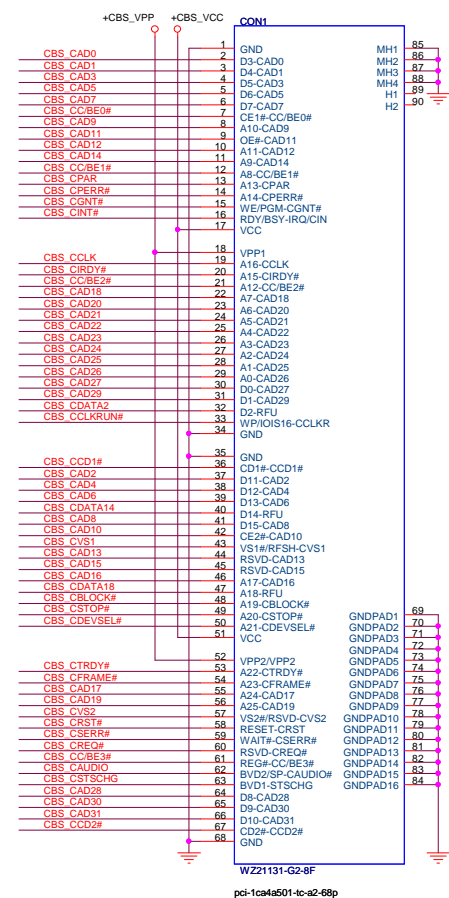 +CBS_VPP +CBS_VCC
CON1
1 GND MH1 85
CBS_CAD0 2 D3-CAD0 MH2 86
CBS_CAD1 3 D4-CAD1 MH3 87
CBS_CAD3 4 D5-CAD3 MH4 88
CBS_CAD5 5 D6-CAD5 H1 89
CBS_CAD7 6 D7-CAD7 H2 90
CBS_CC/BE0# 7 CE1#-CC/BE0#
CBS_CAD9 8 A10-CAD9
CBS_CAD11 9 OE#-CAD11
CBS_CAD12 10 A11-CAD12
CBS_CAD14 11 A9-CAD14
CBS_CC/BE1# 12 A8-CC/BE1#
CBS_CPAR 13 A13-CPAR
CBS_CPERR# 14 A14-CPERR#
CBS_CGNT# 15 WE/PGM-CGNT#
CBS_CINT# 16 RDY/BSY-IRQ/CIN
17 VCC
18 VPP1
CBS_CCLK 19 A16-CCLK
CBS_CIRDY# 20 A15-CIRDY#
CBS_CC/BE2# 21 A12-CC/BE2#
CBS_CAD18 22 A7-CAD18
CBS_CAD20 23 A6-CAD20
CBS_CAD21 24 A5-CAD21
CBS_CAD22 25 A4-CAD22
CBS_CAD23 26 A3-CAD23
CBS_CAD24 27 A2-CAD24
CBS_CAD25 28 A1-CAD25
CBS_CAD26 29 A0-CAD26
CBS_CAD27 30 D0-CAD27
CBS_CAD29 31 D1-CAD29
CBS_CDATA2 32 D2-RFU
CBS_CCLKRUN# 33 WP/IOIS16-CCLKR
34 GND
35 GND
CBS_CCD1# 36 CD1#-CCD1#
CBS_CAD2 37 D11-CAD2
CBS_CAD4 38 D12-CAD4
CBS_CAD6 39 D13-CAD6
CBS_CDATA14 40 D14-RFU
CBS_CAD8 41 D15-CAD8
CBS_CAD10 42 CE2#-CAD10
CBS_CVS1 43 VS1#/RFSH-CVS1
CBS_CAD13 44 RSVD-CAD13
CBS_CAD15 45 RSVD-CAD15
CBS_CAD16 46 A17-CAD16
CBS_CDATA18 47 A18-RFU
CBS_CBLOCK# 48 A19-CBLOCK#
CBS_CSTOP# 49 A20-CSTOP# GNDPAD1 69
CBS_CDEVSEL# 50 A21-CDEVSEL# GNDPAD2 70
51 VCC GNDPAD3 71
GNDPAD4 72
52 VPP2/VPP2 GNDPAD5 73
CBS_CTRDY# 53 A22-CTRDY# GNDPAD6 74
CBS_CFRAME# 54 A23-CFRAME# GNDPAD7 75
CBS_CAD17 55 A24-CAD17 GNDPAD8 76
CBS_CAD19 56 A25-CAD19 GNDPAD9 77
CBS_CVS2 57 VS2#/RSVD-CVS2 GNDPAD10 78
CBS_CRST# 58 RESET-CRST GNDPAD11 79
CBS_CSERR# 59 WAIT#-CSERR# GNDPAD12 80
CBS_CREQ# 60 RSVD-CREQ# GNDPAD13 81
CBS_CC/BE3# 61 REG#-CC/BE3# GNDPAD14 82
CBS_CAUDIO 62 BVD2/SP-CAUDIO# GNDPAD15 83
CBS_CSTSCHG 63 BVD1-STSCHG GNDPAD16 84
CBS_CAD28 64 D8-CAD28
CBS_CAD30 65 D9-CAD30
CBS_CAD31 66 D10-CAD31
CBS_CCD2# 67 CD2#-CCD2#
68 GND
WZ21131-G2-8F
pci-1ca4a501-tc-a2-68p